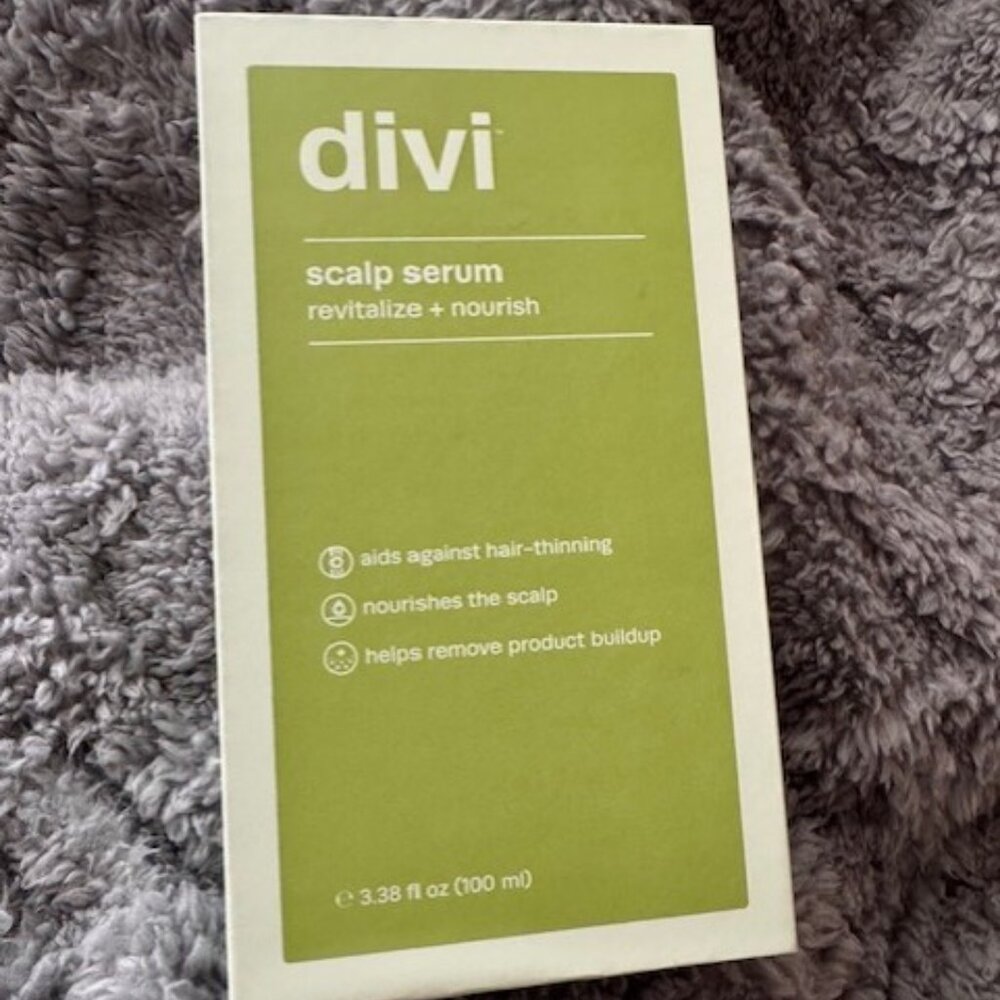 divi™
scalp serum
revitalize + nourish
aids against hair-thinning
nourishes the scalp
helps remove product buildup
℮ 3.38 fl oz (100 ml)